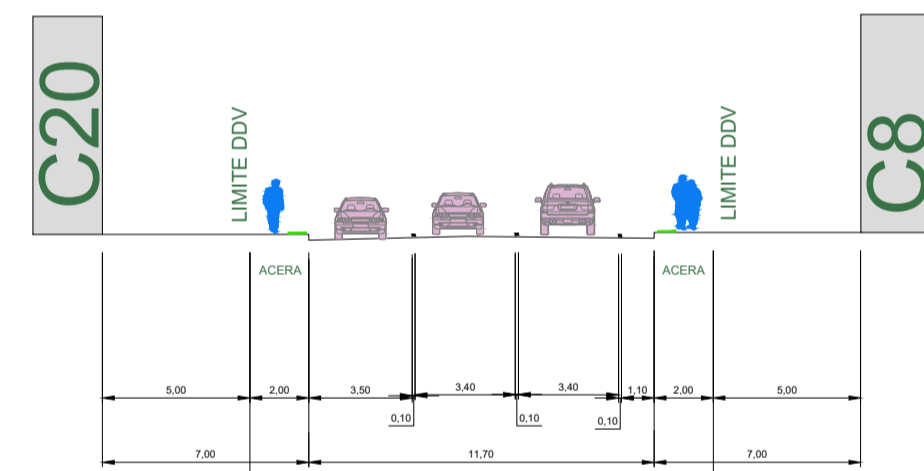 C20
LIMITE DDV
LIMITE DDV
C8
ACERA
ACERA
5,00
2,00
3,50
3,40
3,40
1,10
2,00
5,00
0,10
0,10
0,10
7,00
11,70
7,00